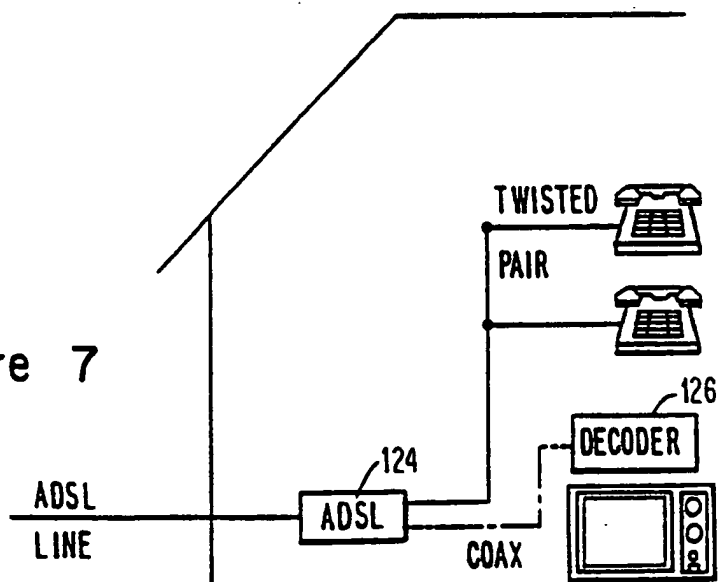 TWISTED
PAIR
re 7
126
DECODER
124
ADSL
ADSL
LINE
COAX